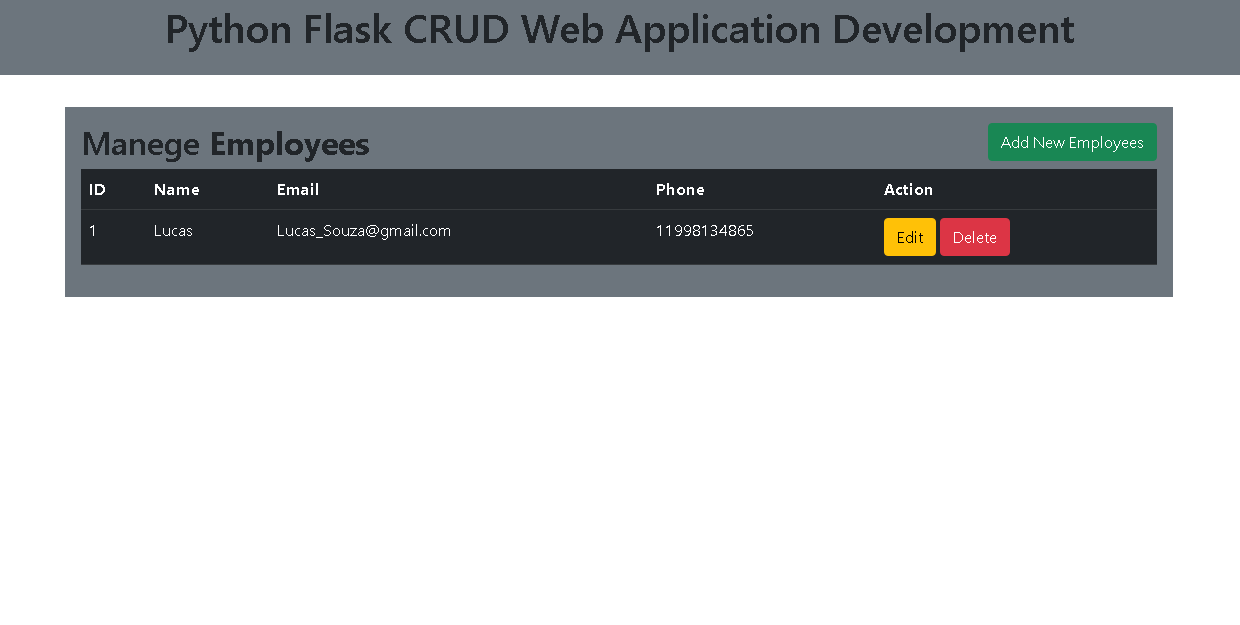 Python Flask CRUD Web Application Development
Manege Employees
Add New Employees
ID Name Email Phone Action
1 Lucas Lucas_Souza@gmail.com 11998134865 Edit Delete